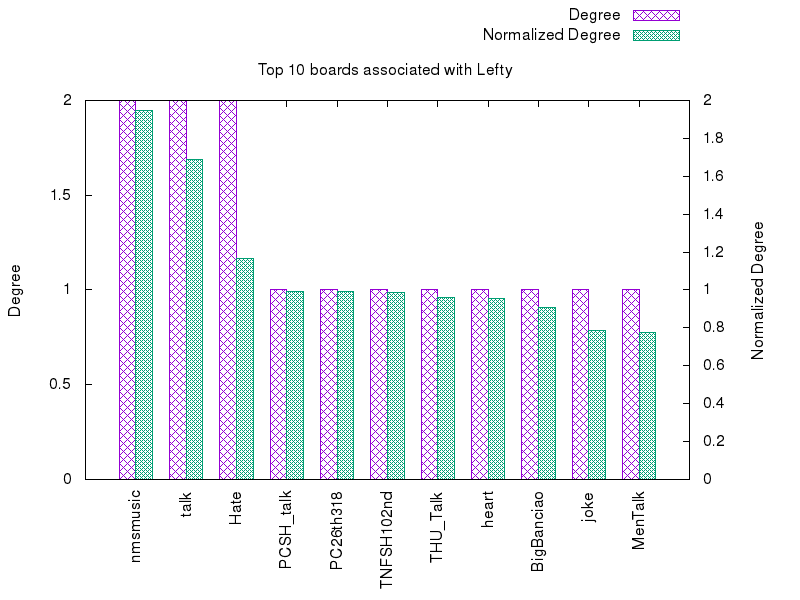 Degree
Normalized Degree
Top 10 boards associated with Lefty
2
1.5
1
0.5
0
Degree
2
1.8
1.6
1.4
1.2
1
0.8
0.6
0.4
0.2
0
Normalized Degree
nmsmusic
talk
Hate
PCSH_talk
PC26th318
TNFSH102nd
THU_Talk
heart
BigBanciao
joke
MenTalk